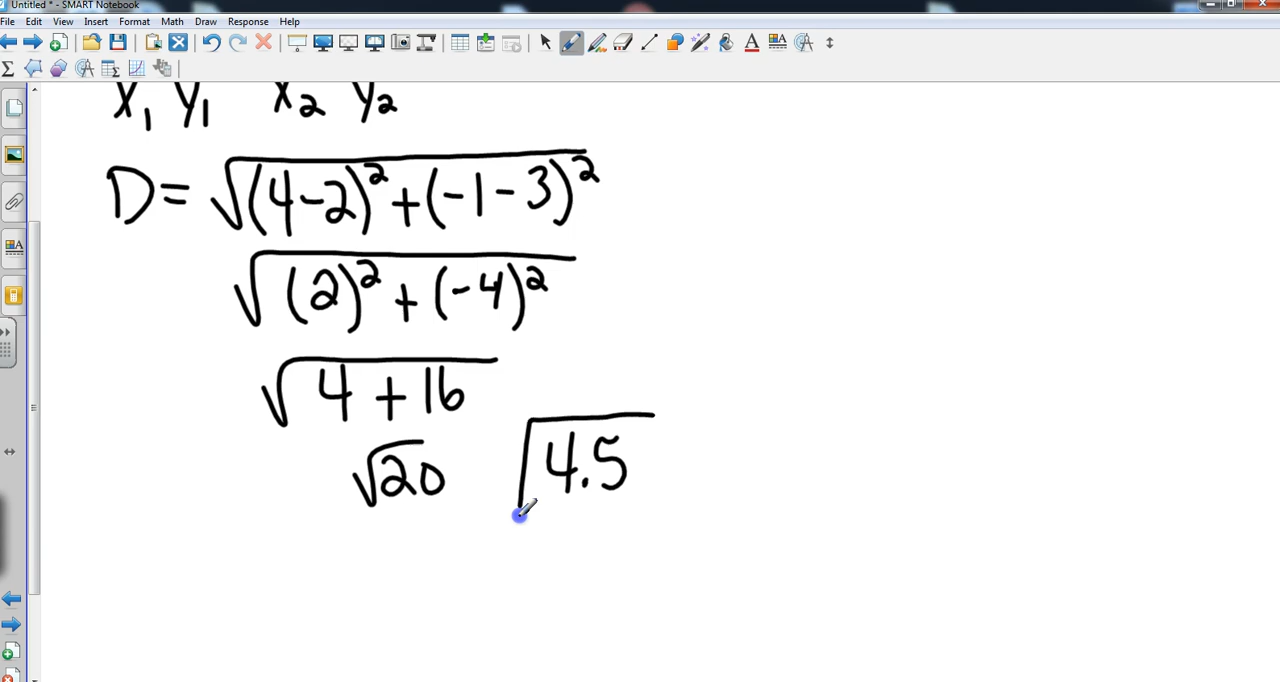 Untitled * - SMART Notebook
File Edit View Insert Format Math Draw Response Help
X₁ Y₁ X₂ Y₂
D = √(4-2)² + (-1-3)²
√(2)² + (-4)²
√4 + 16
√20 4.5